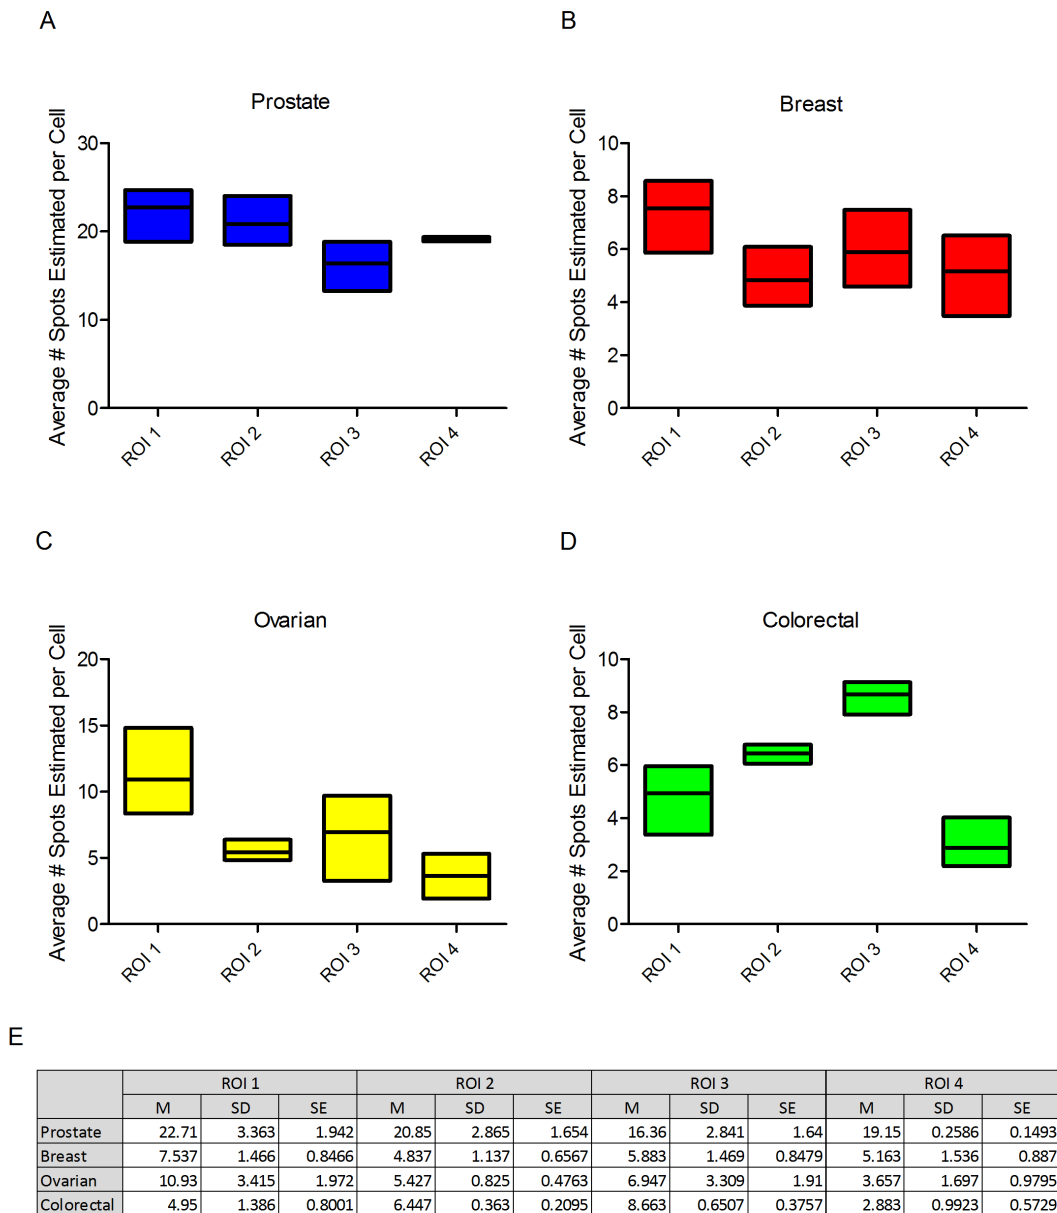 A
Prostate
Average # Spots Estimated per Cell
30
20
10
0
ROI 1
ROI 2
ROI 3
ROI 4
B
Breast
Average # Spots Estimated per Cell
10
8
6
4
2
0
ROI 1
ROI 2
ROI 3
ROI 4
C
Ovarian
Average # Spots Estimated per Cell
20
15
10
5
0
ROI 1
ROI 2
ROI 3
ROI 4
D
Colorectal
Average # Spots Estimated per Cell
10
8
6
4
2
0
ROI 1
ROI 2
ROI 3
ROI 4
E
ROI 1 ROI 2 ROI 3 ROI 4
M SD SE M SD SE M SD SE M SD SE
Prostate 22.71 3.363 1.942 20.85 2.865 1.654 16.36 2.841 1.64 19.15 0.2586 0.1493
Breast 7.537 1.466 0.8466 4.837 1.137 0.6567 5.883 1.469 0.8479 5.163 1.536 0.887
Ovarian 10.93 3.415 1.972 5.427 0.825 0.4763 6.947 3.309 1.91 3.657 1.697 0.9795
Colorectal 4.95 1.386 0.8001 6.447 0.363 0.2095 8.663 0.6507 0.3757 2.883 0.9923 0.5729